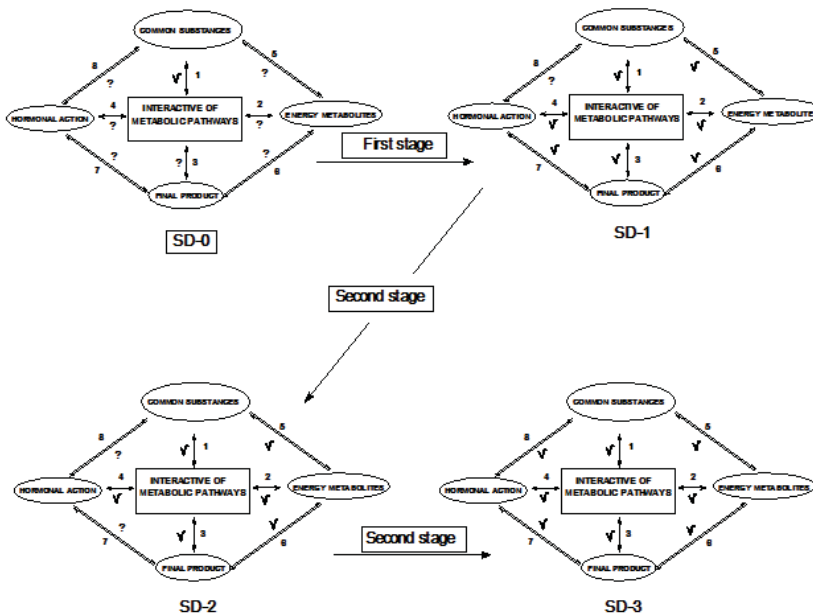 COMMON SUBSTANCES
8
5
?
√
1
?
HORMONAL ACTION
4
?
INTERACTIVE OF
METABOLIC PATHWAYS
2
?
ENERGY METABOLITES
?
?
3
?
7
6
FINAL PRODUCT
SD-0
First stage
COMMON SUBSTANCES
8
5
?
√
1
√
HORMONAL ACTION
4
√
INTERACTIVE OF
METABOLIC PATHWAYS
2
√
ENERGY METABOLITE
√
√
3
√
7
6
FINAL PRODUCT
SD-1
Second stage
COMMON SUBSTANCES
8
5
?
√
1
√
HORMONAL ACTION
4
√
INTERACTIVE OF
METABOLIC PATHWAYS
2
√
ENERGY METABOLITES
?
√
3
√
7
6
FINAL PRODUCT
SD-2
Second stage
COMMON SUBSTANCES
8
5
√
√
1
√
HORMONAL ACTION
4
√
INTERACTIVE OF
METABOLIC PATHWAYS
2
√
ENERGY METABOLITES
√
√
3
√
7
6
FINAL PRODUCT
SD-3